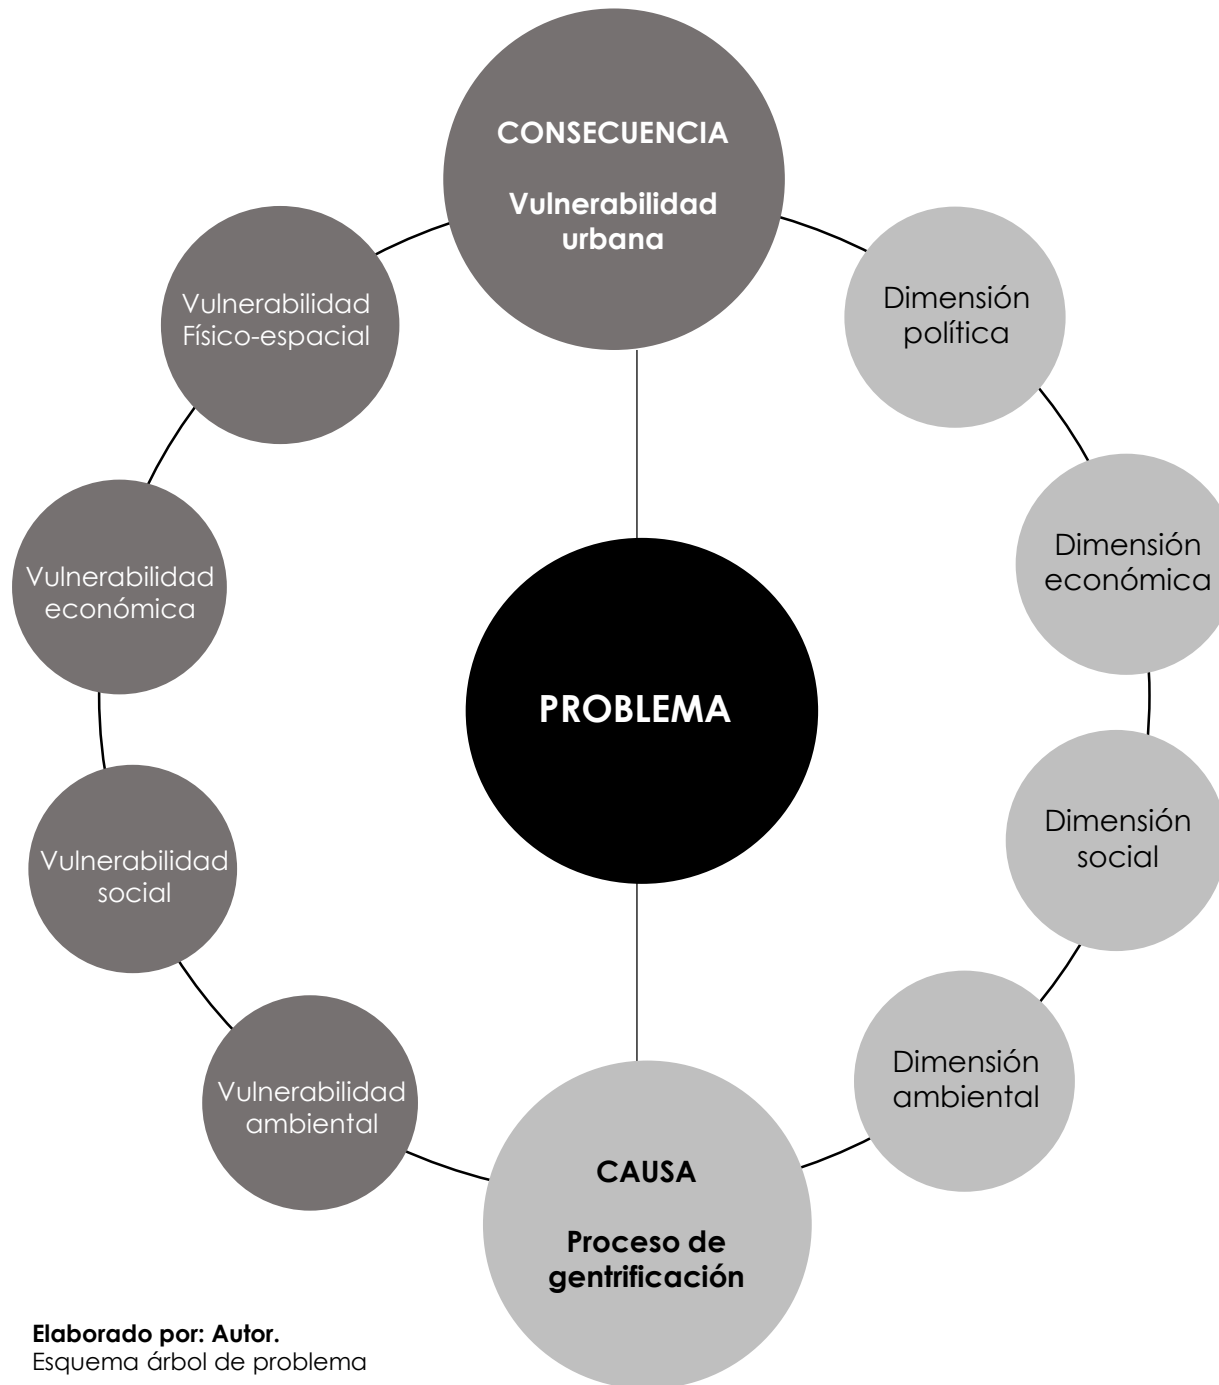 CONSECUENCIA
Vulnerabilidad
urbana
Vulnerabilidad
Físico-espacial
Dimensión
política
Vulnerabilidad
económica
Dimensión
económica
PROBLEMA
Vulnerabilidad
social
Dimensión
social
Vulnerabilidad
ambiental
Dimensión
ambiental
CAUSA
Proceso de
gentrificación
Elaborado por: Autor.
Esquema árbol de problema